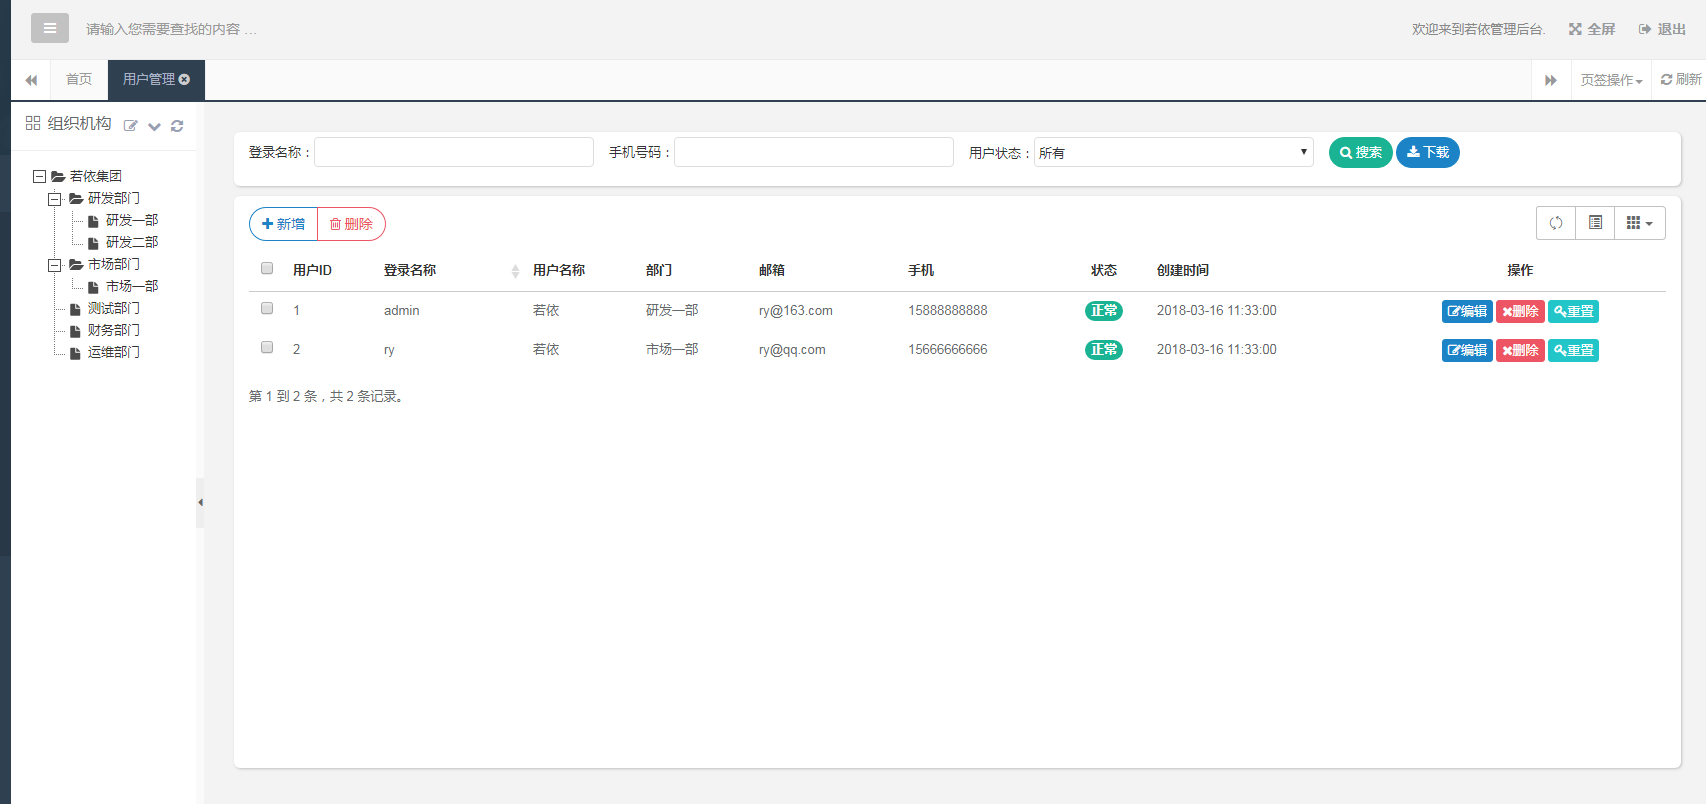 请输入您需要查找的内容 ...
欢迎来到若依管理后台. 全屏 退出
首页 用户管理 页签操作 刷新
组织机构
若依集团
研发部门
研发一部
研发二部
市场部门
市场一部
测试部门
财务部门
运维部门
登录名称： 手机号码： 用户状态：所有 搜索 下载
新增 删除
用户ID 登录名称 用户名称 部门 邮箱 手机 状态 创建时间 操作
1 admin 若依 研发一部 ry@163.com 15888888888 正常 2018-03-16 11:33:00 编辑 删除 重置
2 ry 若依 市场一部 ry@qq.com 15666666666 正常 2018-03-16 11:33:00 编辑 删除 重置
第 1 到 2 条，共 2 条记录。